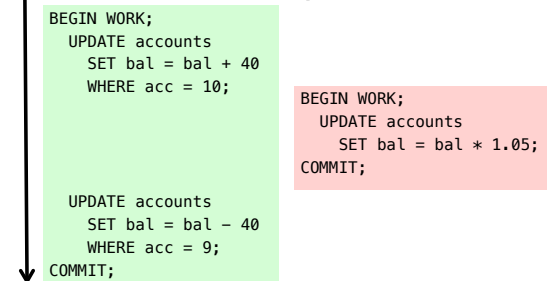 BEGIN WORK;
UPDATE accounts
SET bal = bal + 40
WHERE acc = 10;
BEGIN WORK;
UPDATE accounts
SET bal = bal * 1.05;
COMMIT;
UPDATE accounts
SET bal = bal − 40
WHERE acc = 9;
COMMIT;